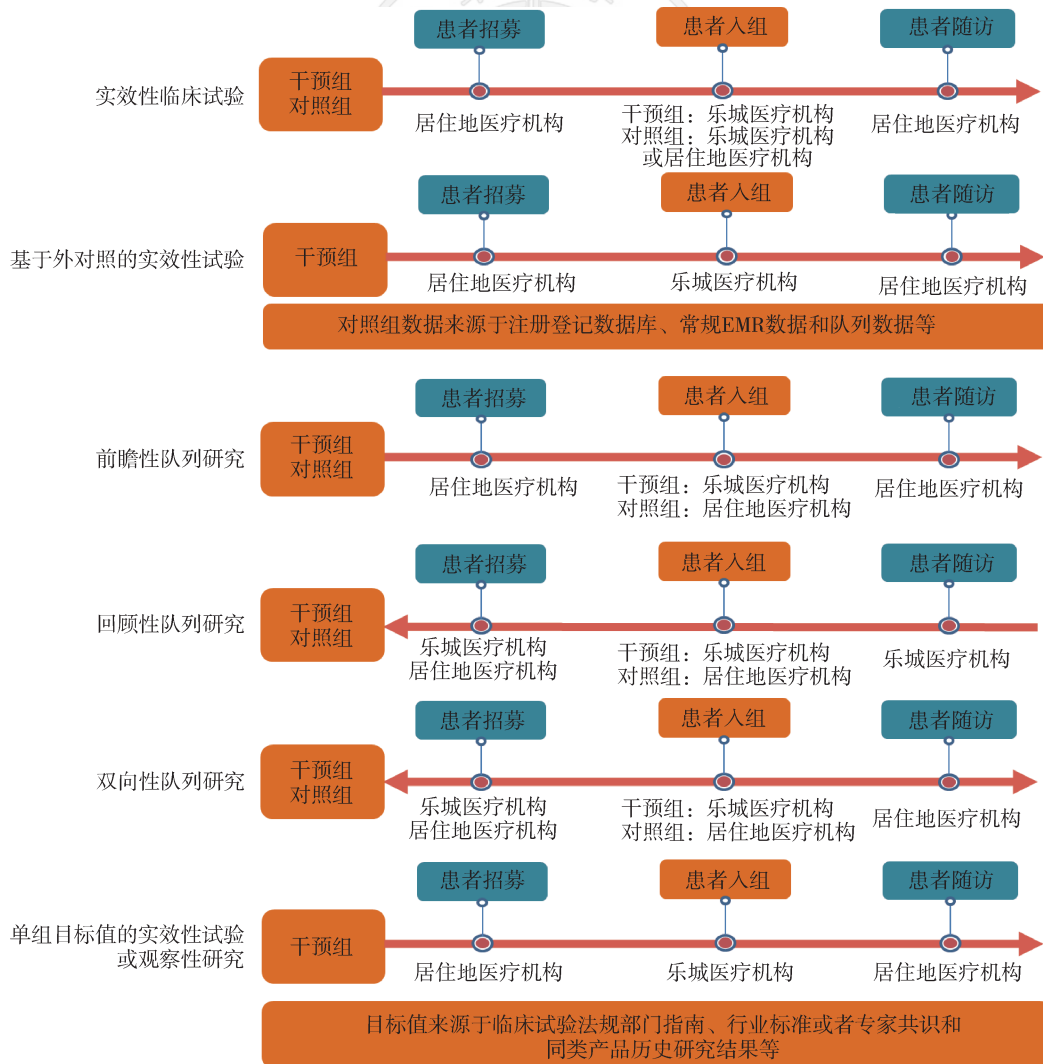 患者招募
患者入组
患者随访
实效性临床试验
干预组
对照组
居住地医疗机构
干预组：乐城医疗机构
对照组：乐城医疗机构
或居住地医疗机构
居住地医疗机构
患者招募
患者入组
患者随访
基于外对照的实效性试验
干预组
居住地医疗机构
乐城医疗机构
居住地医疗机构
对照组数据来源于注册登记数据库、常规EMR数据和队列数据等
患者招募
患者入组
患者随访
前瞻性队列研究
干预组
对照组
居住地医疗机构
干预组：乐城医疗机构
对照组：居住地医疗机构
居住地医疗机构
患者招募
患者入组
患者随访
回顾性队列研究
干预组
对照组
乐城医疗机构
居住地医疗机构
干预组：乐城医疗机构
对照组：居住地医疗机构
乐城医疗机构
患者招募
患者入组
患者随访
双向性队列研究
干预组
对照组
乐城医疗机构
居住地医疗机构
干预组：乐城医疗机构
对照组：居住地医疗机构
居住地医疗机构
患者招募
患者入组
患者随访
单组目标值的实效性试验
或观察性研究
干预组
居住地医疗机构
乐城医疗机构
居住地医疗机构
目标值来源于临床试验法规部门指南、行业标准或者专家共识和
同类产品历史研究结果等